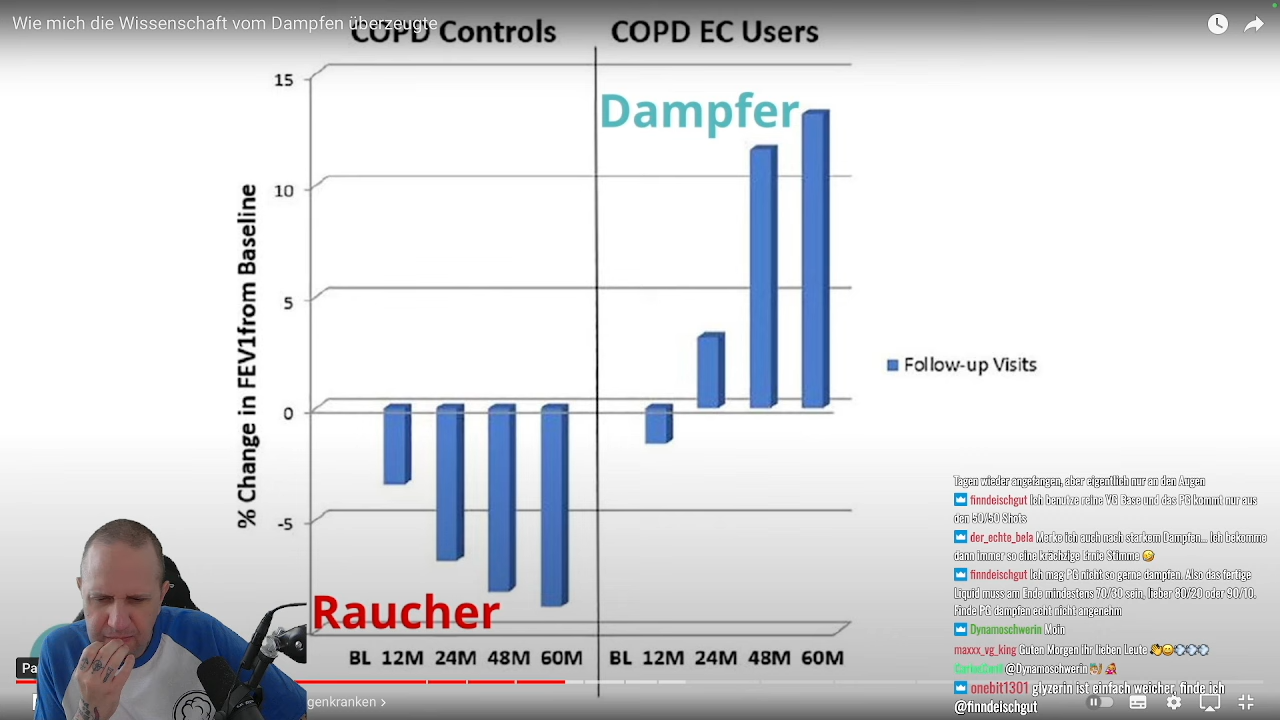 Wie mich die Wissenschaft vom Dampfen überzeugte
COPD Controls
COPD EC Users
15
10
5
0
-5
% Change in FEV1from Baseline
Dampfer
Raucher
Follow-up Visits
BL 12M 24M 48M 60M
BL 12M 24M 48M 60M
Tagen wieder angefangen, aber eigentlich nur an den Augen
finndeischgut Ich benutze reine VG Base und das PG kommt nur aus
den 50/50 Shots
der_echte_bela Merke ich auch nach starkem Dampfen... Ich bekomme
dann immer so eine krächzige Ernie Stimme
finndeischgut Ich mag PG nicht so gerne dampfen. Also das fertige
Liquid muss am Ende mindestens 70/30 sein, lieber 80/20 oder 90/10.
Finde PG dampfen echt nicht angenehm
Dynamoschwerin Moin
maxxx_vg_king Guten Morgen ihr lieben Leute
@Dynamoschwerin
onebit1301 glyzerin ist einfach weicher, finde ich
@finndeischgut
Pa
genkranken